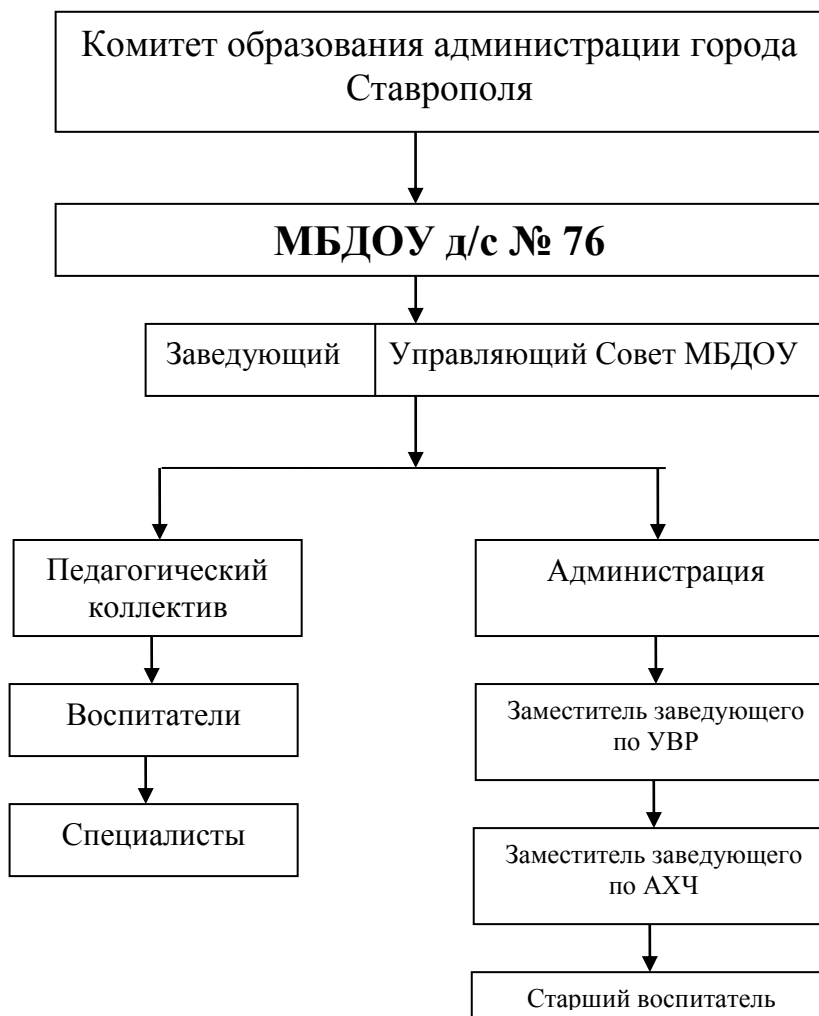 Комитет образования администрации города
Ставрополя
МБДОУ д/с № 76
Заведующий
Управляющий Совет МБДОУ
Педагогический
коллектив
Администрация
Воспитатели
Заместитель заведующего
по УВР
Специалисты
Заместитель заведующего
по АХЧ
Старший воспитатель